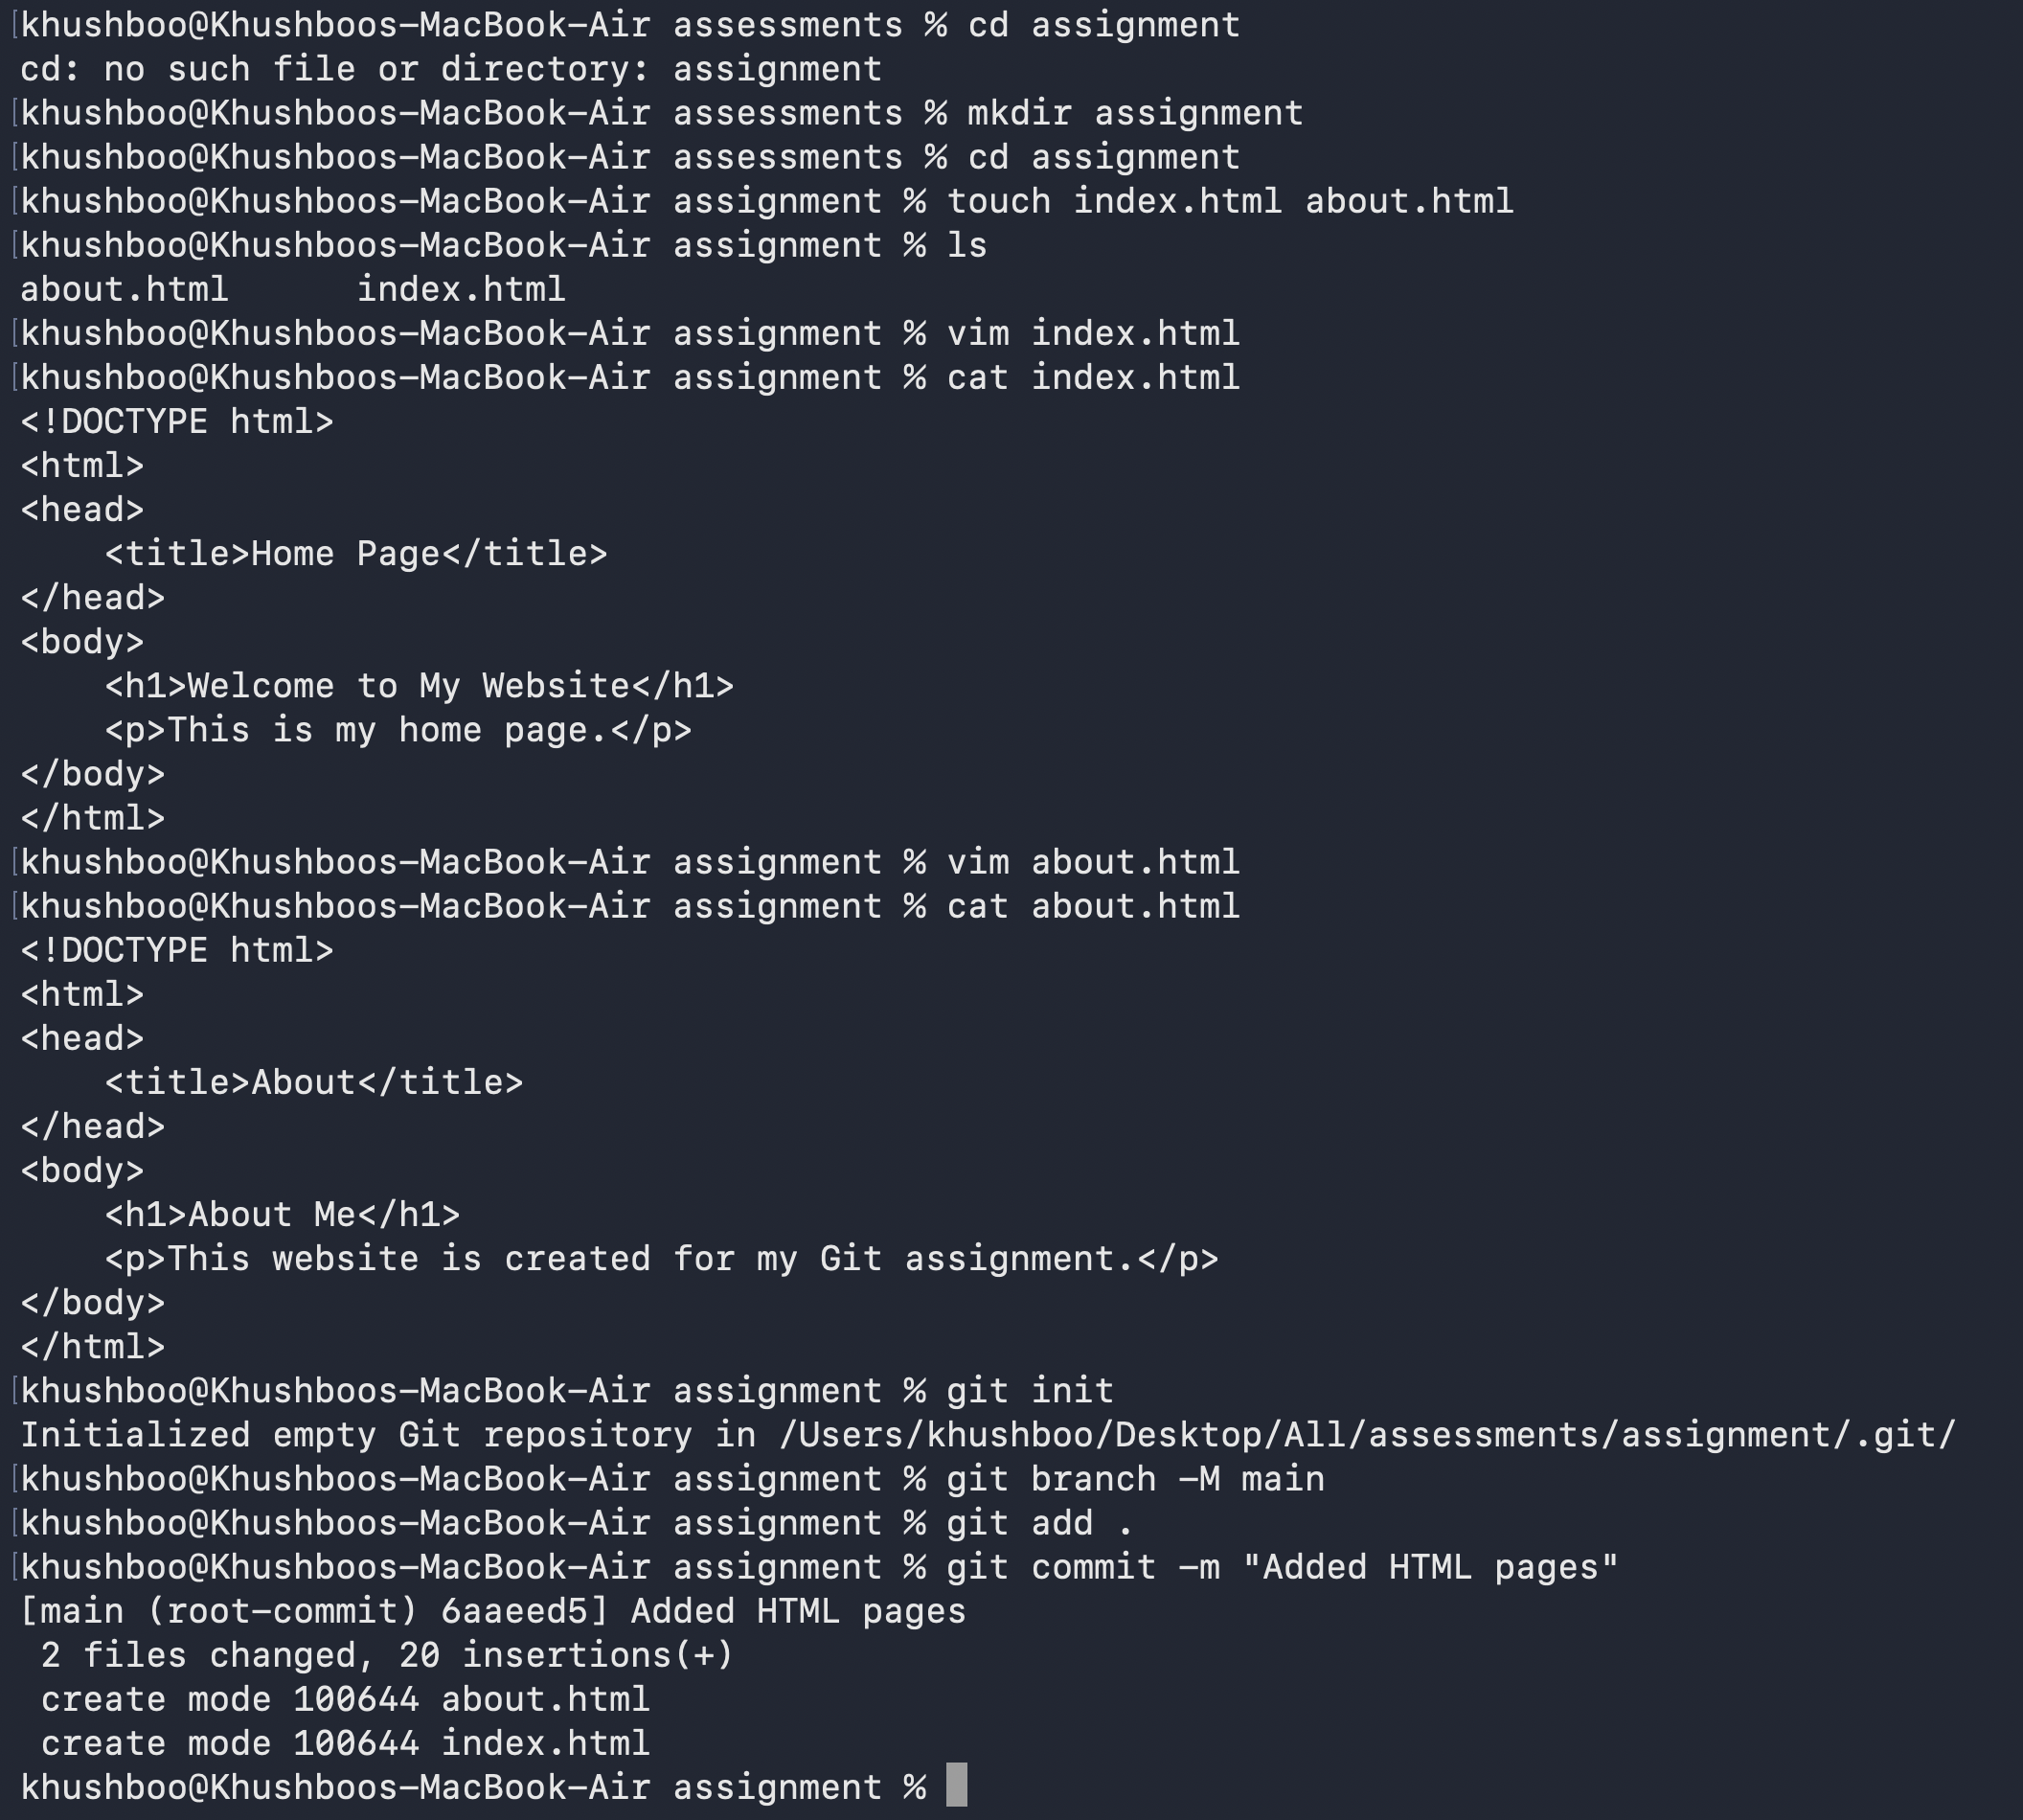 khushboo@Khushboos-MacBook-Air assessments % cd assignment
cd: no such file or directory: assignment
khushboo@Khushboos-MacBook-Air assessments % mkdir assignment
khushboo@Khushboos-MacBook-Air assessments % cd assignment
khushboo@Khushboos-MacBook-Air assignment % touch index.html about.html
khushboo@Khushboos-MacBook-Air assignment % ls
about.html      index.html
khushboo@Khushboos-MacBook-Air assignment % vim index.html
khushboo@Khushboos-MacBook-Air assignment % cat index.html
<!DOCTYPE html>
<html>
<head>
    <title>Home Page</title>
</head>
<body>
    <h1>Welcome to My Website</h1>
    <p>This is my home page.</p>
</body>
</html>
khushboo@Khushboos-MacBook-Air assignment % vim about.html
khushboo@Khushboos-MacBook-Air assignment % cat about.html
<!DOCTYPE html>
<html>
<head>
    <title>About</title>
</head>
<body>
    <h1>About Me</h1>
    <p>This website is created for my Git assignment.</p>
</body>
</html>
khushboo@Khushboos-MacBook-Air assignment % git init
Initialized empty Git repository in /Users/khushboo/Desktop/All/assessments/assignment/.git/
khushboo@Khushboos-MacBook-Air assignment % git branch -M main
khushboo@Khushboos-MacBook-Air assignment % git add .
khushboo@Khushboos-MacBook-Air assignment % git commit -m "Added HTML pages"
[main (root-commit) 6aaeed5] Added HTML pages
 2 files changed, 20 insertions(+)
 create mode 100644 about.html
 create mode 100644 index.html
khushboo@Khushboos-MacBook-Air assignment %